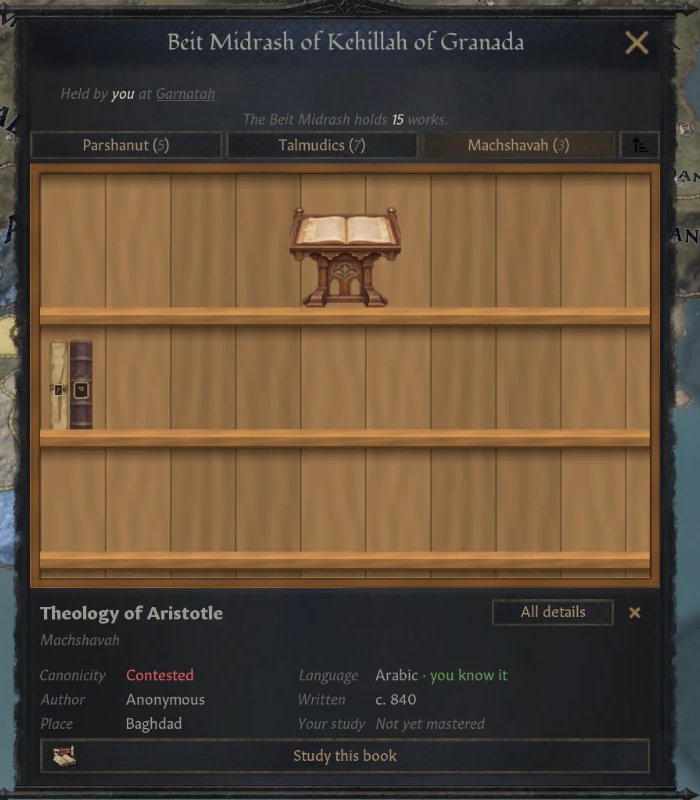 Beit Midrash of Kehillah of Granada
Held by you at Garnatah
The Beit Midrash holds 15 works.
Parshanut (5) Talmudics (7) Machshavah (3)
Theology of Aristotle All details
Machshavah
Canonicity Contested Language Arabic · you know it
Author Anonymous Written c. 840
Place Baghdad Your study Not yet mastered
Study this book